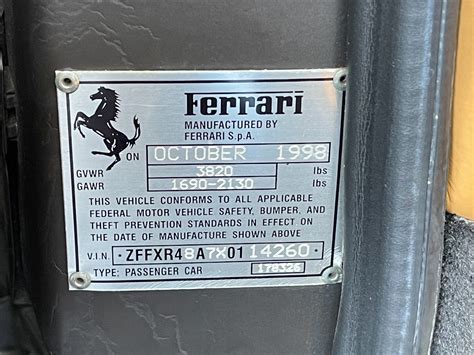 Ferrari
MANUFACTURED BY
FERRARI S.p.A.
ON OCTOBER 1998
GVWR 3820 lbs
GAWR 1690-2130 lbs
THIS VEHICLE CONFORMS TO ALL APPLICABLE
FEDERAL MOTOR VEHICLE SAFETY, BUMPER, AND
THEFT PREVENTION STANDARDS IN EFFECT ON
THE DATE OF MANUFACTURE SHOWN ABOVE
V.I.N. ·ZFFXR48A7X0114260·
TYPE: PASSENGER CAR 178326